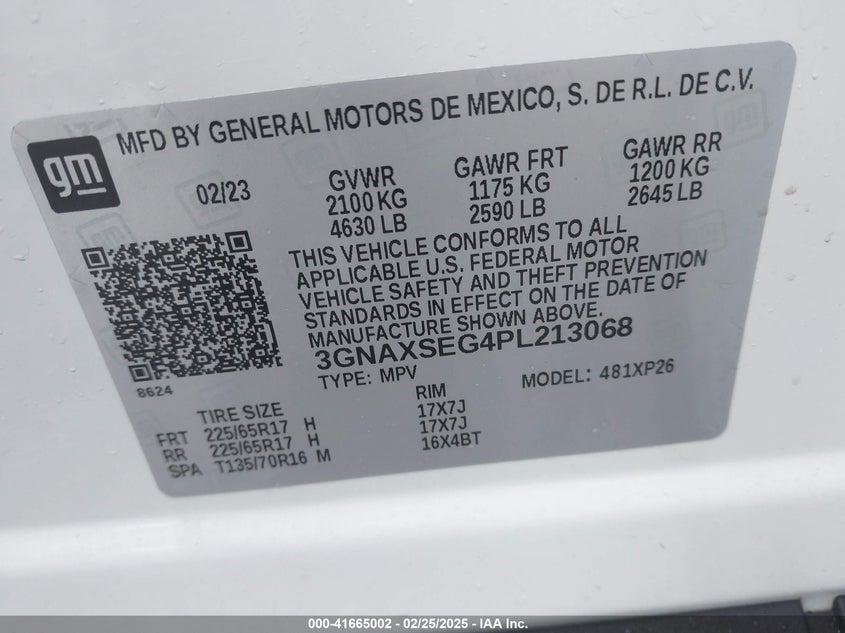 MFD BY GENERAL MOTORS DE MEXICO, S. DE R.L. DE C.V.
gm
02/23
GVWR
2100 KG
4630 LB
GAWR FRT
1175 KG
2590 LB
GAWR RR
1200 KG
2645 LB
THIS VEHICLE CONFORMS TO ALL
APPLICABLE U.S. FEDERAL MOTOR
VEHICLE SAFETY AND THEFT PREVENTION
STANDARDS IN EFFECT ON THE DATE OF
MANUFACTURE SHOWN ABOVE.
3GNAXSEG4PL213068
TYPE: MPV MODEL: 481XP26
8624
TIRE SIZE RIM
FRT 225/65R17 H 17X7J
RR 225/65R17 H 17X7J
SPA T135/70R16 M 16X4BT
000-41665002 - 02/25/2025 - IAA Inc.